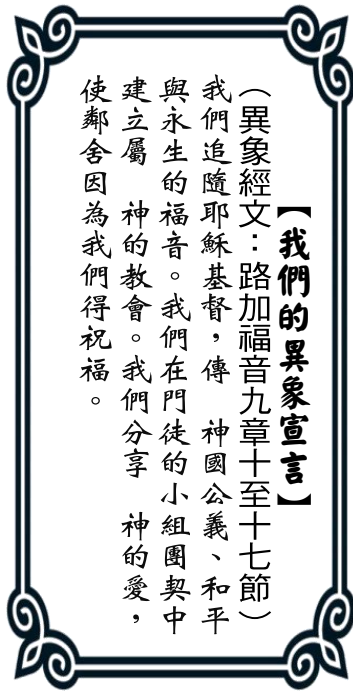 【我們的異象宣言】
（異象經文：路加福音九章十至十七節）
我們追隨耶穌基督，傳　神國公義、和平
與永生的福音。我們在門徒的小組團契中
建立屬　神的教會。我們分享　神的愛，
使鄰舍因為我們得祝福。